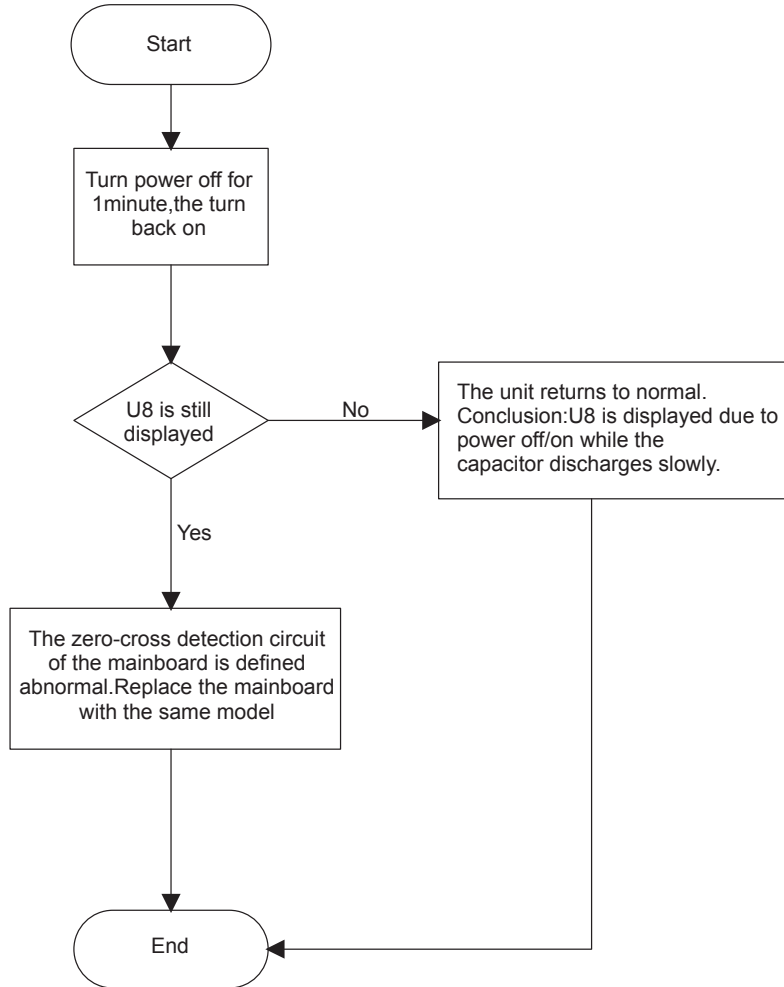 Start
Turn power off for
1minute,the turn
back on
U8 is still
displayed
No
The unit returns to normal.
Conclusion:U8 is displayed due to
power off/on while the
capacitor discharges slowly.
Yes
The zero-cross detection circuit
of the mainboard is defined
abnormal.Replace the mainboard
with the same model
End